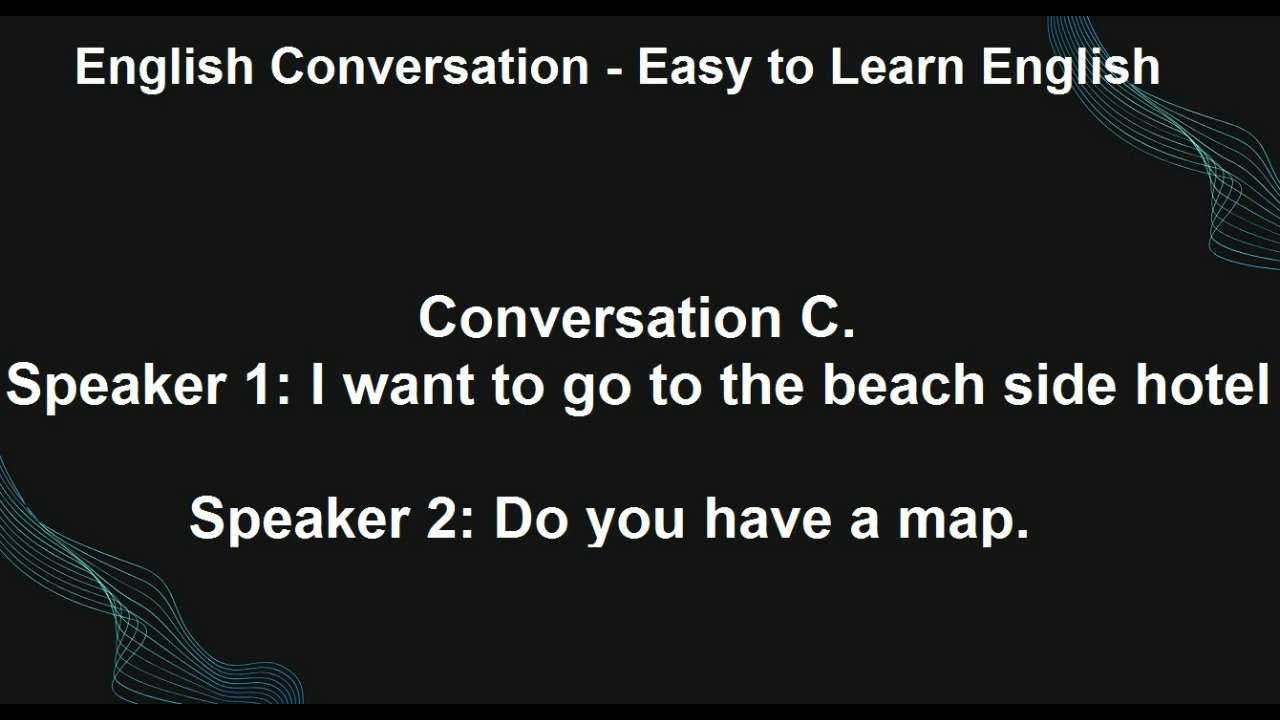 English Conversation - Easy to Learn English
Conversation C.
Speaker 1: I want to go to the beach side hotel
Speaker 2: Do you have a map.